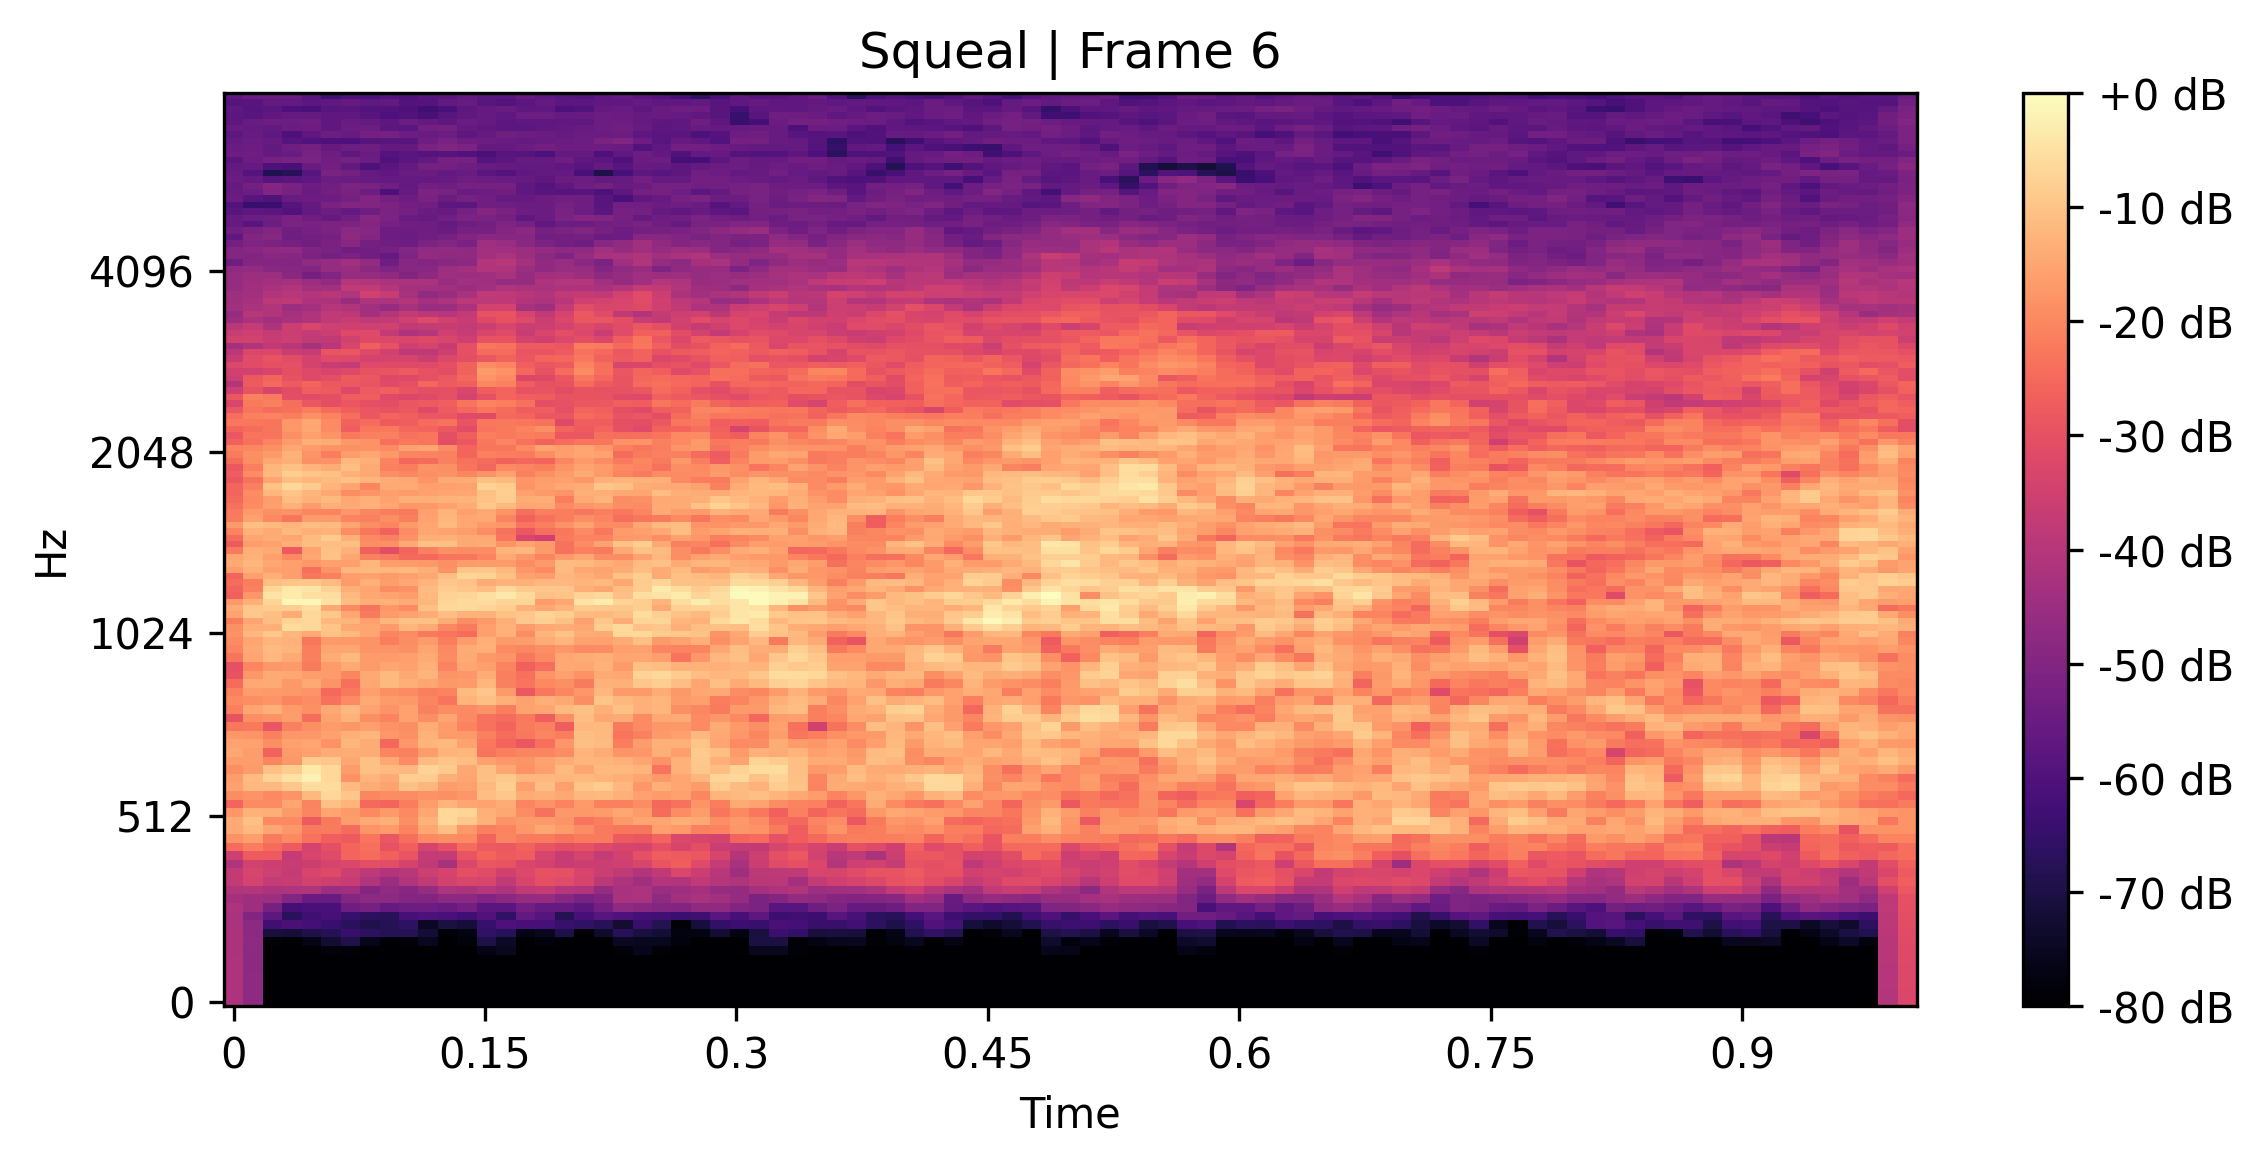 Squeal | Frame 6
+0 dB
-10 dB
-20 dB
-30 dB
-40 dB
-50 dB
-60 dB
-70 dB
-80 dB
Hz
4096
2048
1024
512
0
0 0.15 0.3 0.45 0.6 0.75 0.9
Time